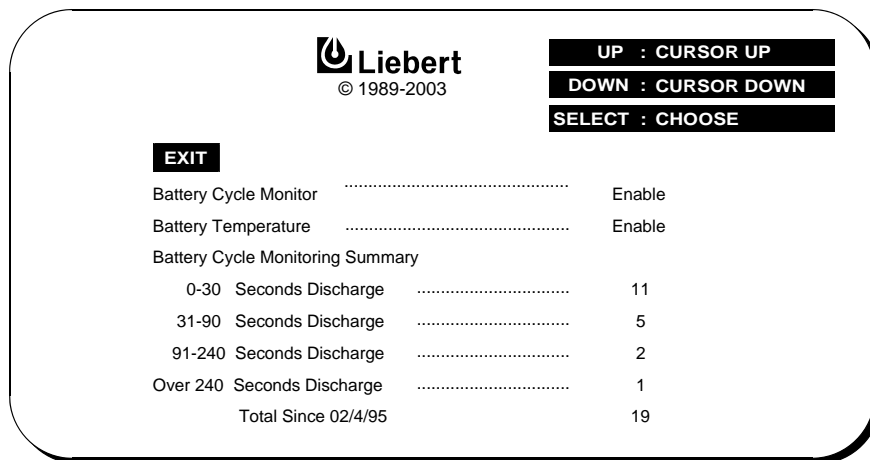 Liebert
© 1989-2003
UP : CURSOR UP
DOWN : CURSOR DOWN
SELECT : CHOOSE
EXIT
Battery Cycle Monitor ................................................ Enable
Battery Temperature ................................................ Enable
Battery Cycle Monitoring Summary
0-30 Seconds Discharge ................................ 11
31-90 Seconds Discharge ................................ 5
91-240 Seconds Discharge ................................ 2
Over 240 Seconds Discharge ................................ 1
Total Since 02/4/95 19